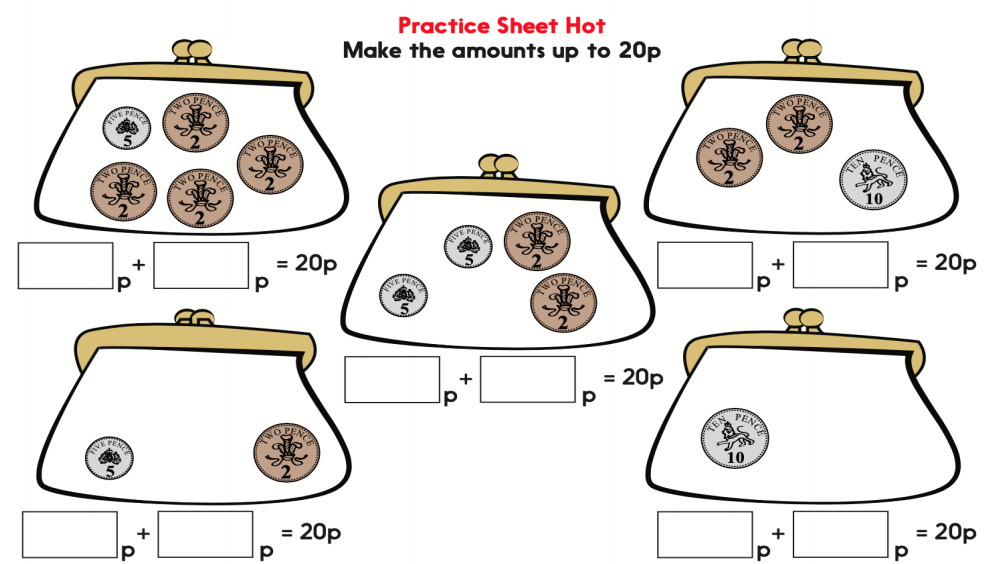 Practice Sheet Hot
Make the amounts up to 20p
FIVE PENCE
5
TWO PENCE
2
TWO PENCE
2
TWO PENCE
2
TWO PENCE
2
p + p = 20p
FIVE PENCE
5
TWO PENCE
2
FIVE PENCE
5
TWO PENCE
2
p + p = 20p
TWO PENCE
2
TWO PENCE
2
TEN PENCE
10
p + p = 20p
FIVE PENCE
5
TWO PENCE
2
p + p = 20p
TEN PENCE
10
p + p = 20p